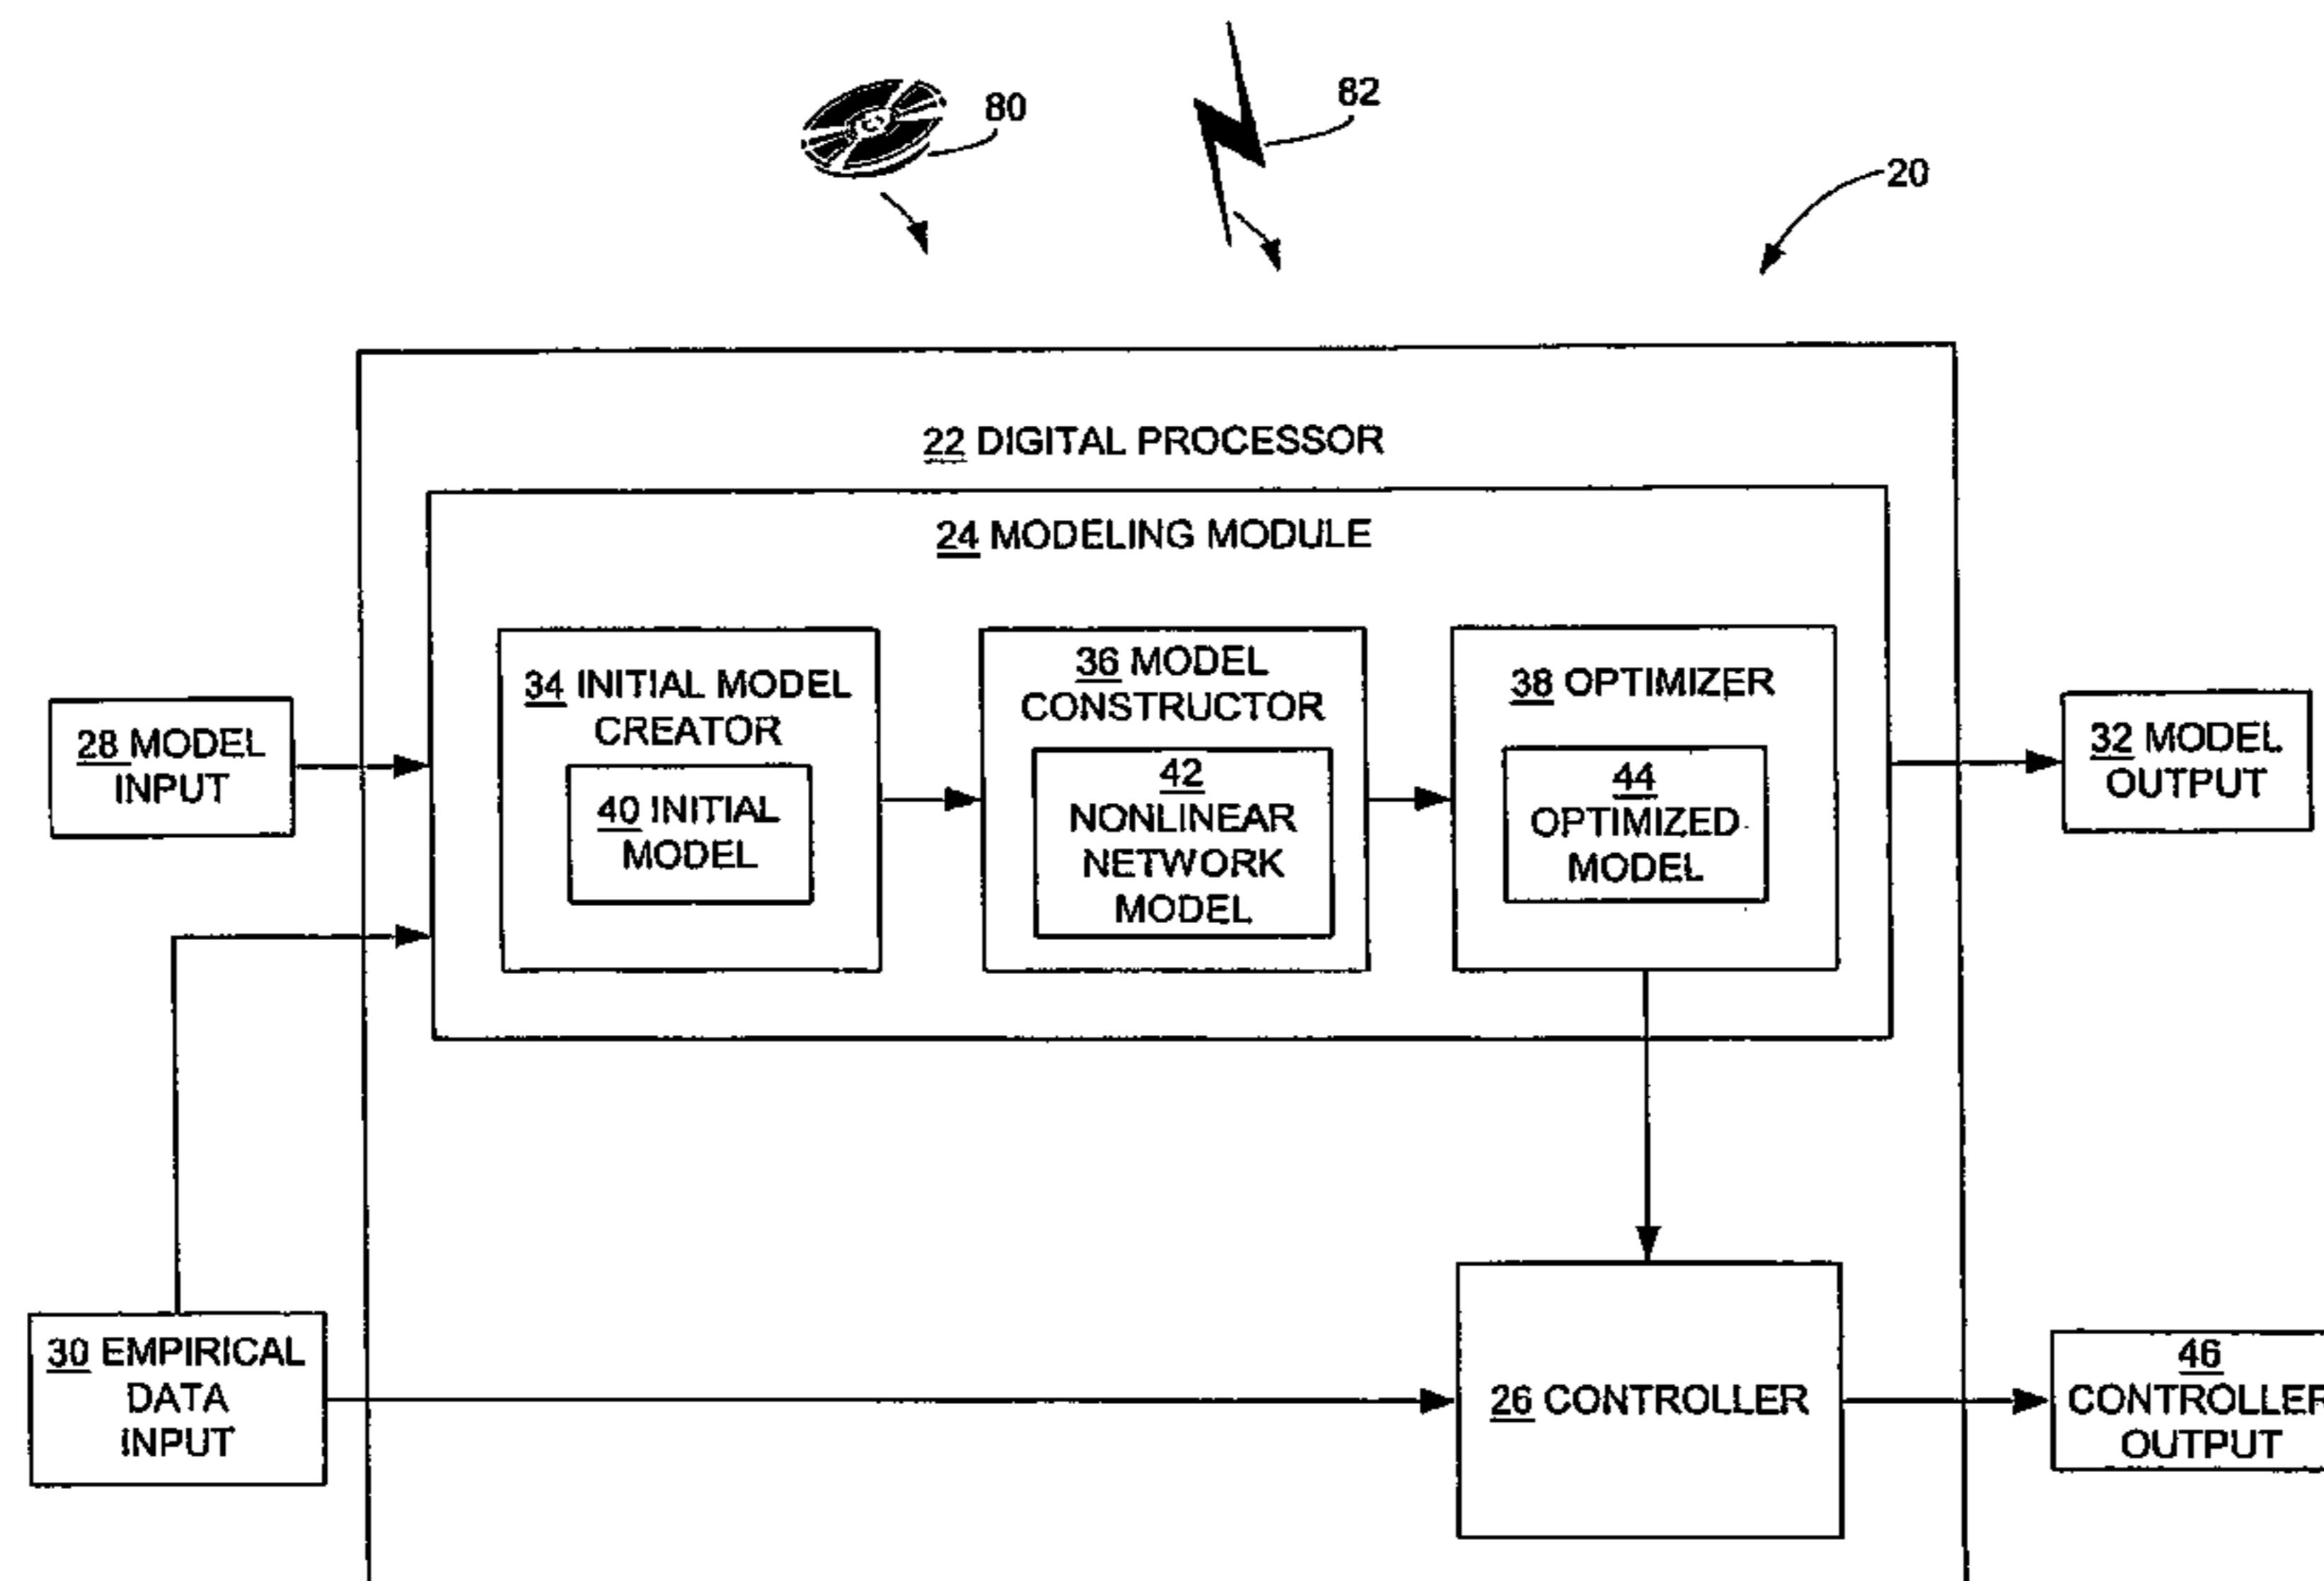 80
82
20
22 DIGITAL PROCESSOR
24 MODELING MODULE
34 INITIAL MODEL
CREATOR
40 INITIAL
MODEL
36 MODEL
CONSTRUCTOR
42
NONLINEAR
NETWORK
MODEL
38 OPTIMIZER
44
OPTIMIZED
MODEL
28 MODEL
INPUT
32 MODEL
OUTPUT
30 EMPIRICAL
DATA
INPUT
26 CONTROLLER
46
CONTROLLER
OUTPUT